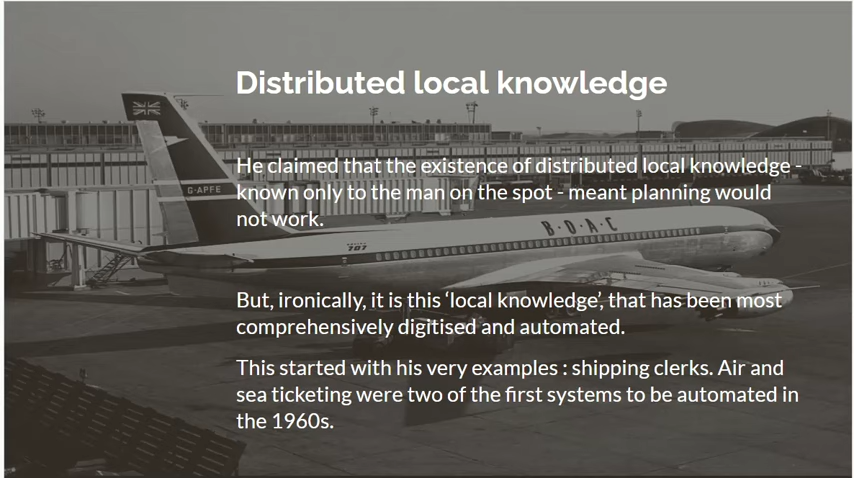 Distributed local knowledge
He claimed that the existence of distributed local knowledge -
known only to the man on the spot - meant planning would
not work.
G-APFE
B·O·A·C
707
But, ironically, it is this ‘local knowledge’, that has been most
comprehensively digitised and automated.
This started with his very examples : shipping clerks. Air and
sea ticketing were two of the first systems to be automated in
the 1960s.